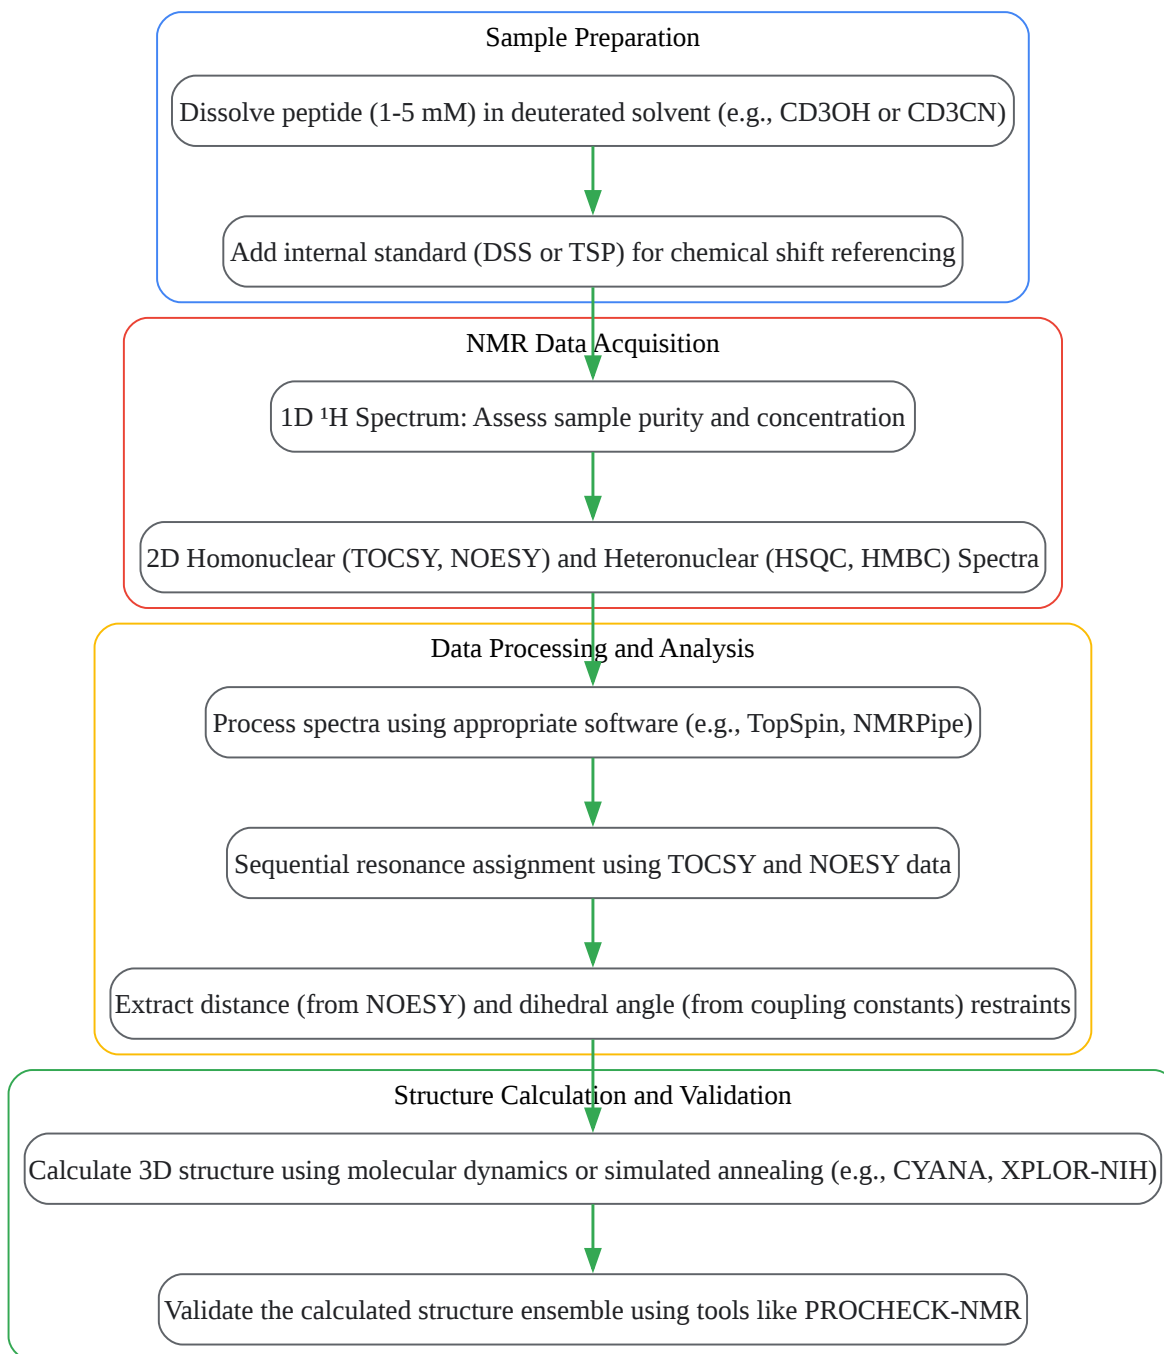 Sample Preparation
Dissolve peptide (1-5 mM) in deuterated solvent (e.g., CD3OH or CD3CN)
Add internal standard (DSS or TSP) for chemical shift referencing
NMR Data Acquisition
1D ¹H Spectrum: Assess sample purity and concentration
2D Homonuclear (TOCSY, NOESY) and Heteronuclear (HSQC, HMBC) Spectra
Data Processing and Analysis
Process spectra using appropriate software (e.g., TopSpin, NMRPipe)
Sequential resonance assignment using TOCSY and NOESY data
Extract distance (from NOESY) and dihedral angle (from coupling constants) restraints
Structure Calculation and Validation
Calculate 3D structure using molecular dynamics or simulated annealing (e.g., CYANA, XPLOR-NIH)
Validate the calculated structure ensemble using tools like PROCHECK-NMR